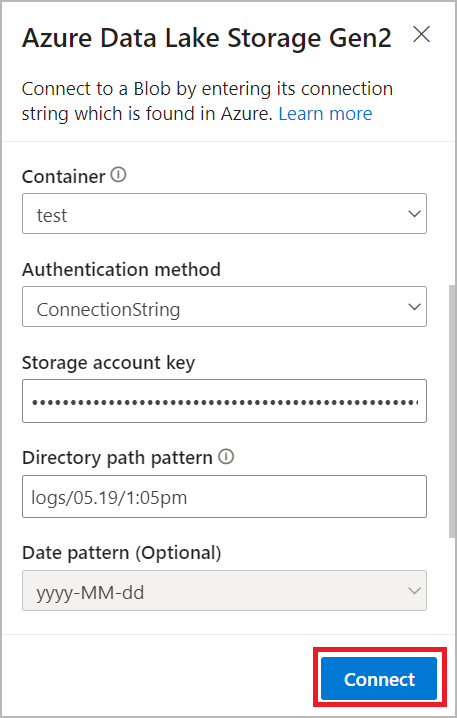 Azure Data Lake Storage Gen2
Connect to a Blob by entering its connection
string which is found in Azure. Learn more
Container
test
Authentication method
ConnectionString
Storage account key
Directory path pattern
logs/05.19/1:05pm
Date pattern (Optional)
yyyy-MM-dd
Connect